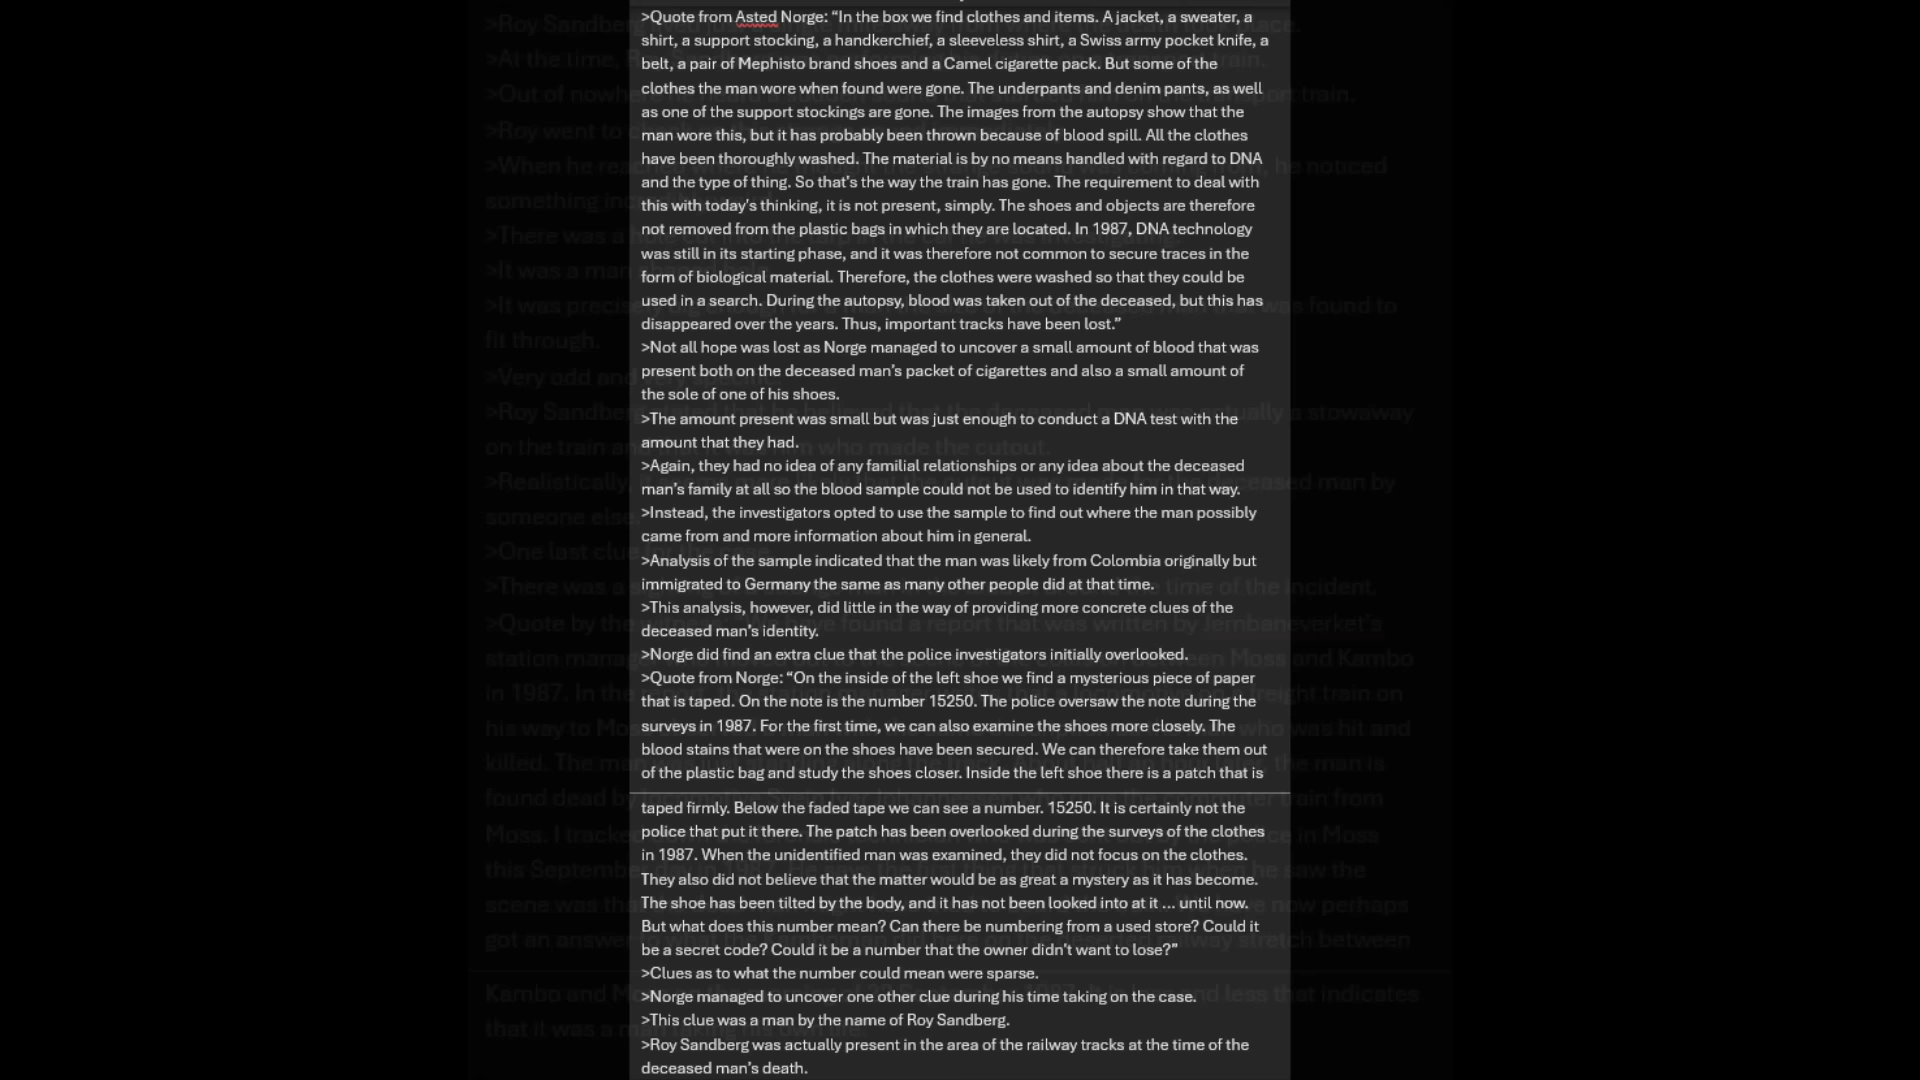 >Quote from Asted Norge: “In the box we find clothes and items. A jacket, a sweater, a
shirt, a support stocking, a handkerchief, a sleeveless shirt, a Swiss army pocket knife, a
belt, a pair of Mephisto brand shoes and a Camel cigarette pack. But some of the
clothes the man wore when found were gone. The underpants and denim pants, as well
as one of the support stockings are gone. The images from the autopsy show that the
man wore this, but it has probably been thrown because of blood spill. All the clothes
have been thoroughly washed. The material is by no means handled with regard to DNA
and the type of thing. So that’s the way the train has gone. The requirement to deal with
this with today's thinking, it is not present, simply. The shoes and objects are therefore
not removed from the plastic bags in which they are located. In 1987, DNA technology
was still in its starting phase, and it was therefore not common to secure traces in the
form of biological material. Therefore, the clothes were washed so that they could be
used in a search. During the autopsy, blood was taken out of the deceased, but this has
disappeared over the years. Thus, important tracks have been lost.”
>Not all hope was lost as Norge managed to uncover a small amount of blood that was
present both on the deceased man’s packet of cigarettes and also a small amount of
the sole of one of his shoes.
>The amount present was small but was just enough to conduct a DNA test with the
amount that they had.
>Again, they had no idea of any familial relationships or any idea about the deceased
man’s family at all so the blood sample could not be used to identify him in that way.
>Instead, the investigators opted to use the sample to find out where the man possibly
came from and more information about him in general.
>Analysis of the sample indicated that the man was likely from Colombia originally but
immigrated to Germany the same as many other people did at that time.
>This analysis, however, did little in the way of providing more concrete clues of the
deceased man’s identity.
>Norge did find an extra clue that the police investigators initially overlooked.
>Quote from Norge: “On the inside of the left shoe we find a mysterious piece of paper
that is taped. On the note is the number 15250. The police oversaw the note during the
surveys in 1987. For the first time, we can also examine the shoes more closely. The
blood stains that were on the shoes have been secured. We can therefore take them out
of the plastic bag and study the shoes closer. Inside the left shoe there is a patch that is
taped firmly. Below the faded tape we can see a number. 15250. It is certainly not the
police that put it there. The patch has been overlooked during the surveys of the clothes
in 1987. When the unidentified man was examined, they did not focus on the clothes.
They also did not believe that the matter would be as great a mystery as it has become.
The shoe has been tilted by the body, and it has not been looked into at it ... until now.
But what does this number mean? Can there be numbering from a used store? Could it
be a secret code? Could it be a number that the owner didn’t want to lose?”
>Clues as to what the number could mean were sparse.
>Norge managed to uncover one other clue during his time taking on the case.
>This clue was a man by the name of Roy Sandberg.
>Roy Sandberg was actually present in the area of the railway tracks at the time of the
deceased man’s death.